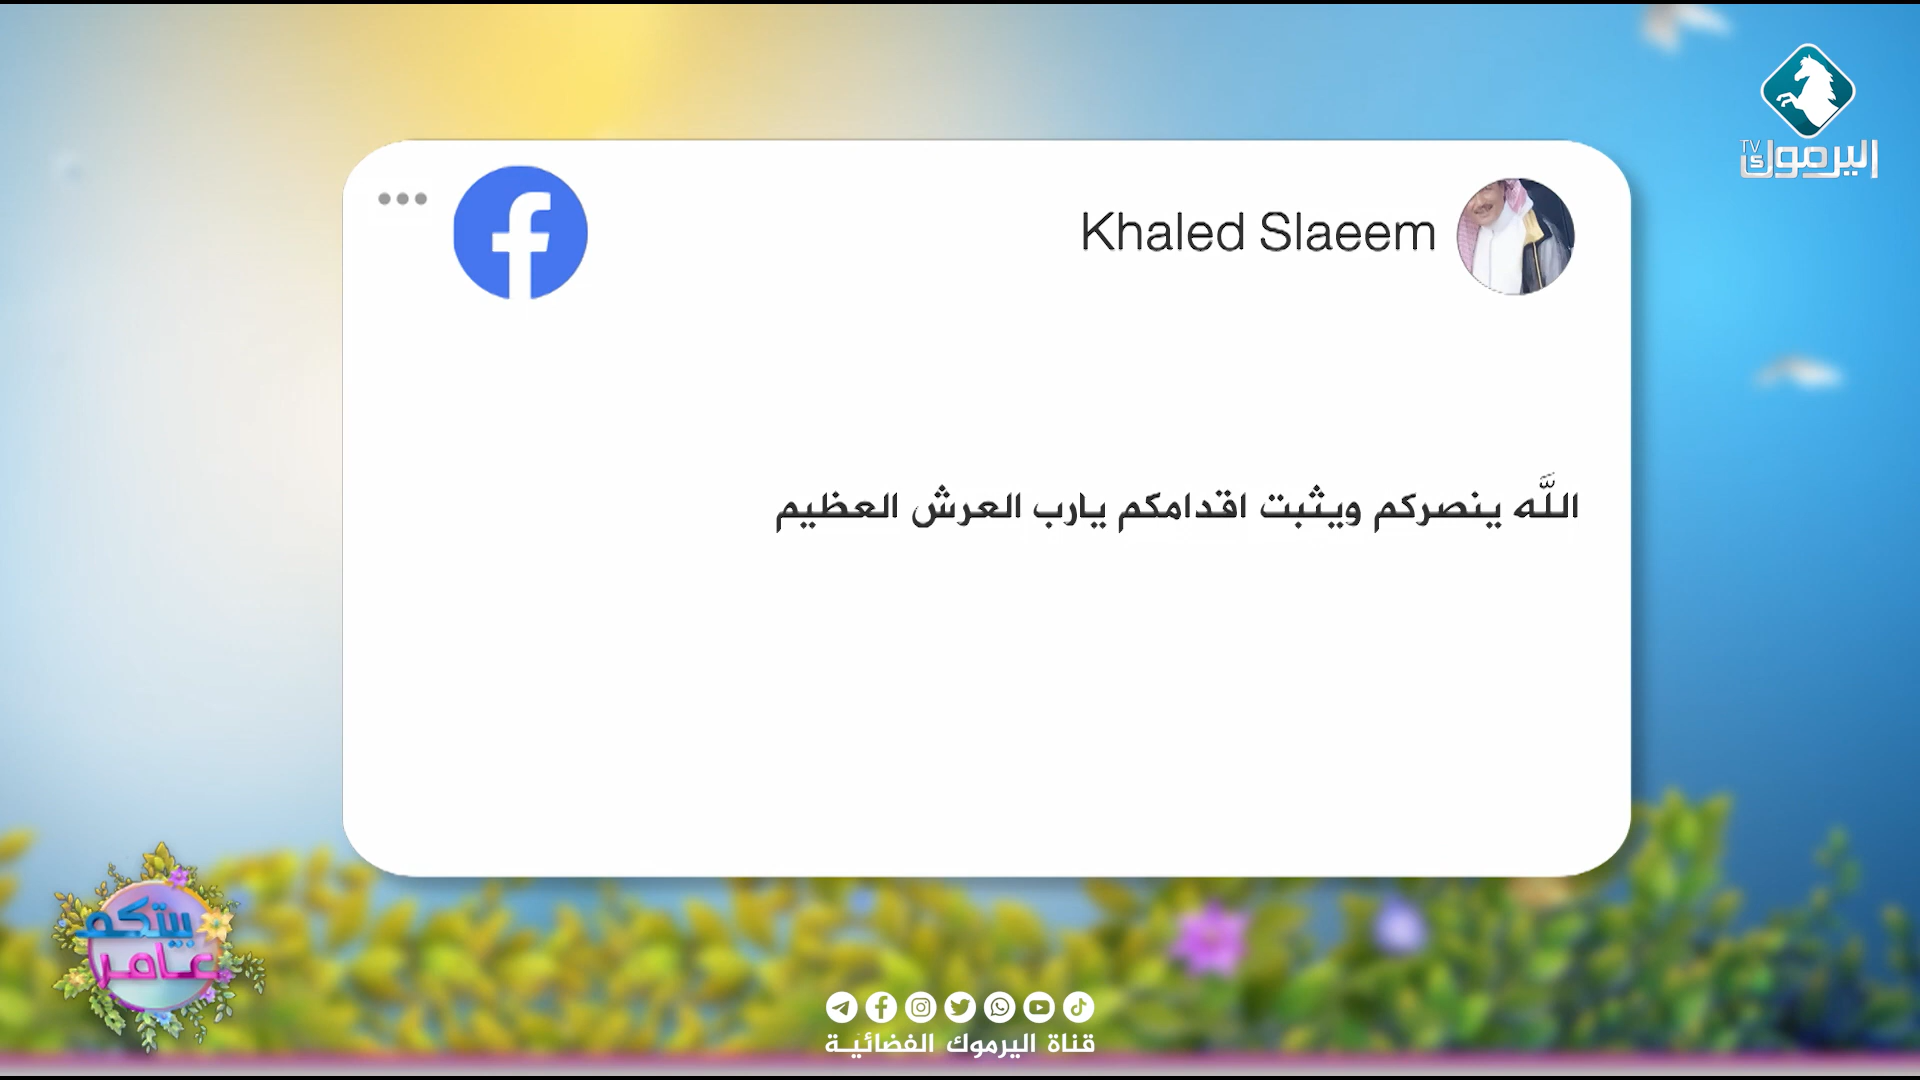 اليرموك TV
Khaled Slaeem
اللّٰه ينصركم ويثبت اقدامكم يارب العرش العظيم
بيتكم
عامر
قناة اليرموك الفضائيـة